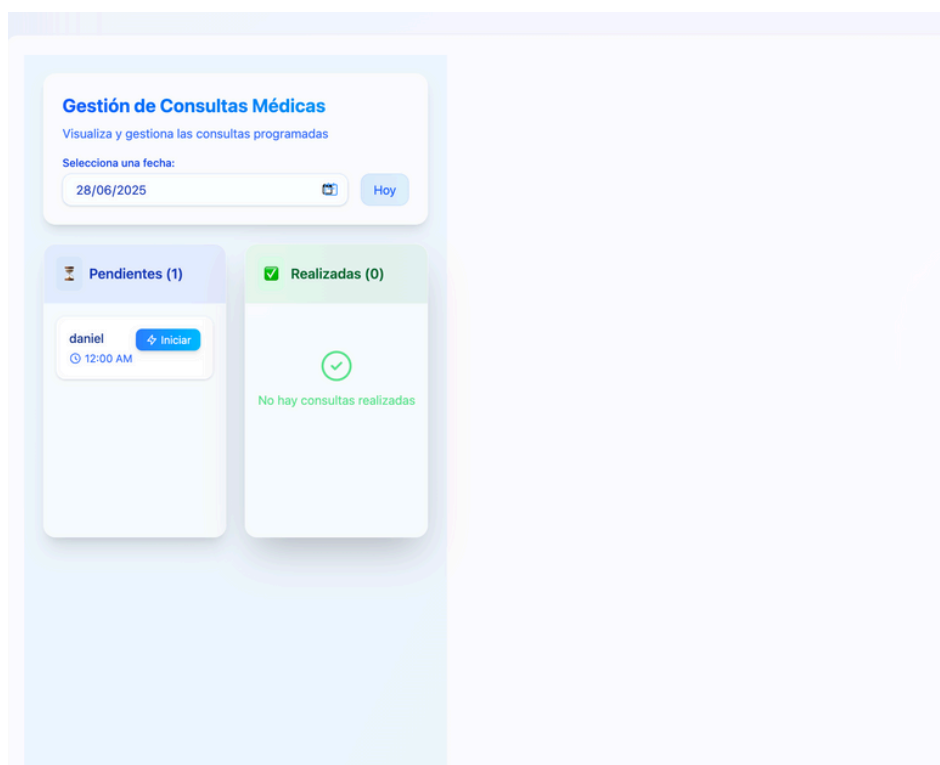 Gestión de Consultas Médicas
Visualiza y gestiona las consultas programadas
Selecciona una fecha:
28/06/2025
Hoy
Pendientes (1)
Realizadas (0)
daniel
Iniciar
12:00 AM
No hay consultas realizadas